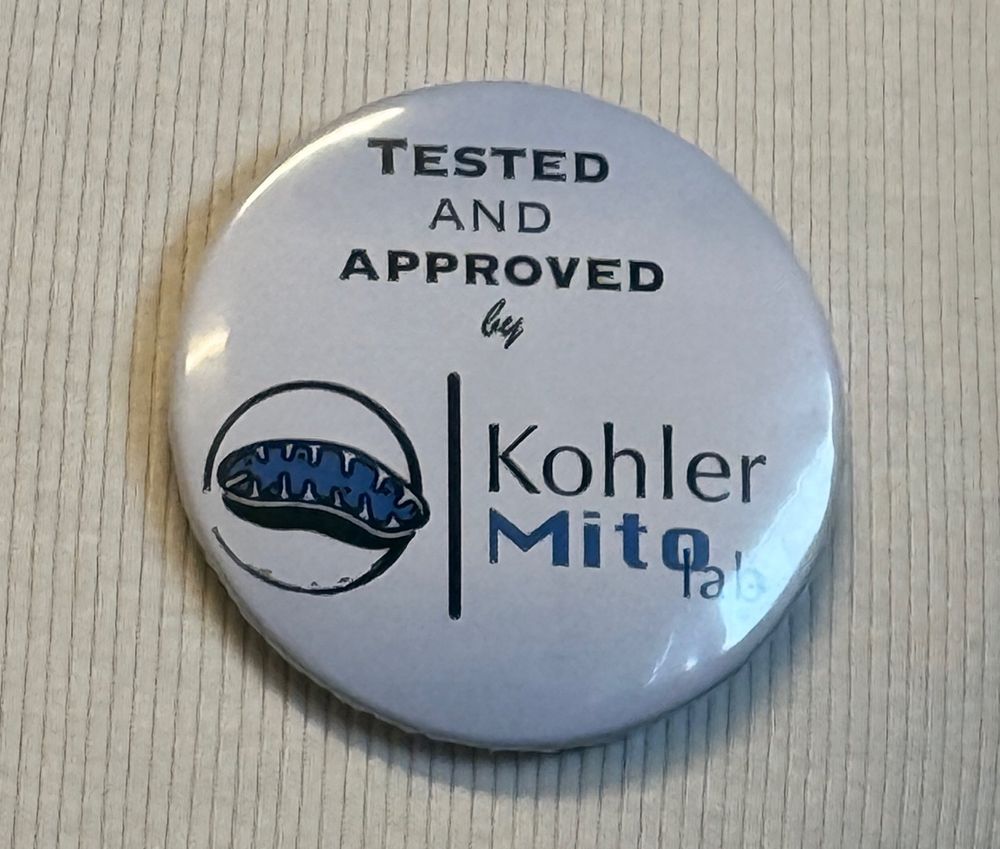 TESTED
AND
APPROVED
by
Kohler
Mito
lab